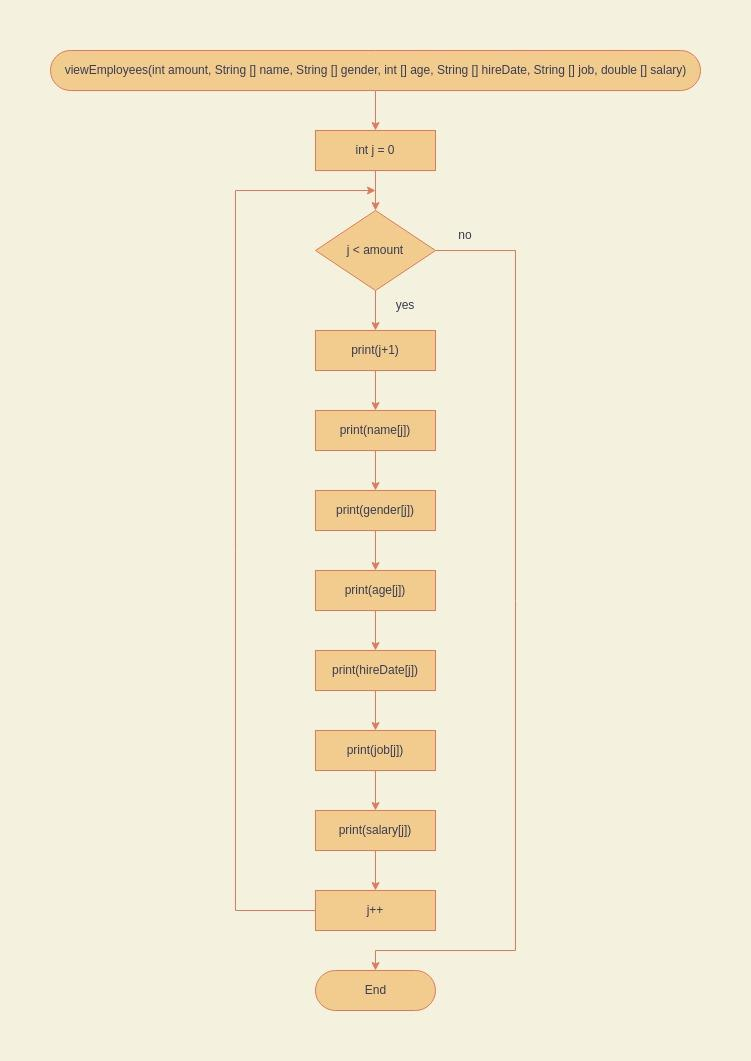 viewEmployees(int amount, String [] name, String [] gender, int [] age, String [] hireDate, String [] job, double [] salary)
int j = 0
j < amount
no
yes
print(j+1)
print(name[j])
print(gender[j])
print(age[j])
print(hireDate[j])
print(job[j])
print(salary[j])
j++
End